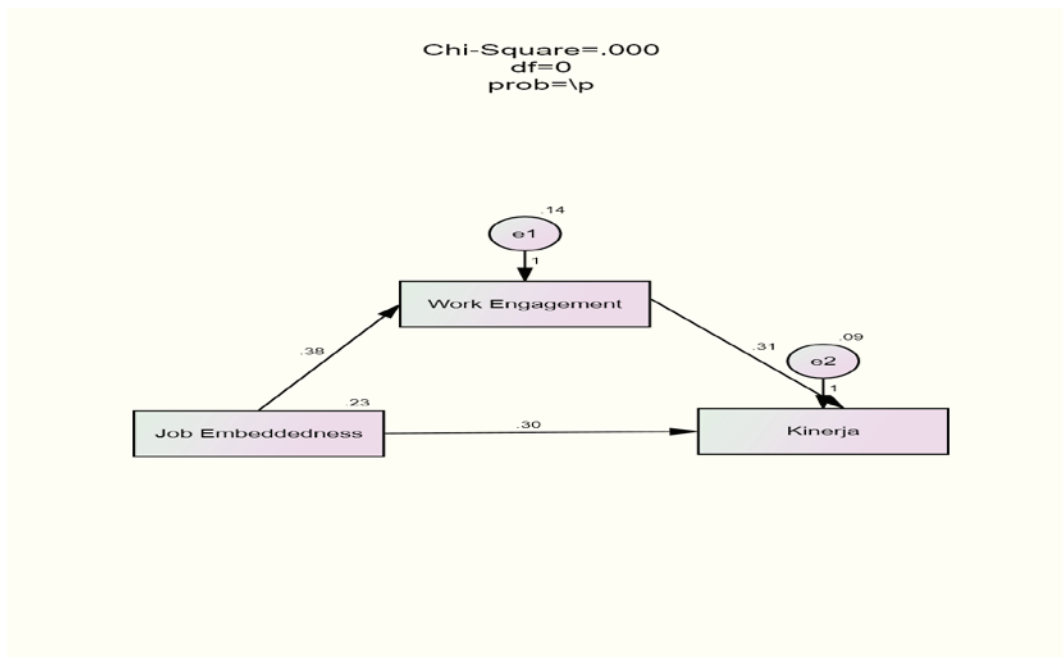 Chi-Square=.000
df=0
prob=\p
.14
e1
1
Work Engagement
.38
.31
.09
e2
1
.23
Job Embeddedness
.30
Kinerja